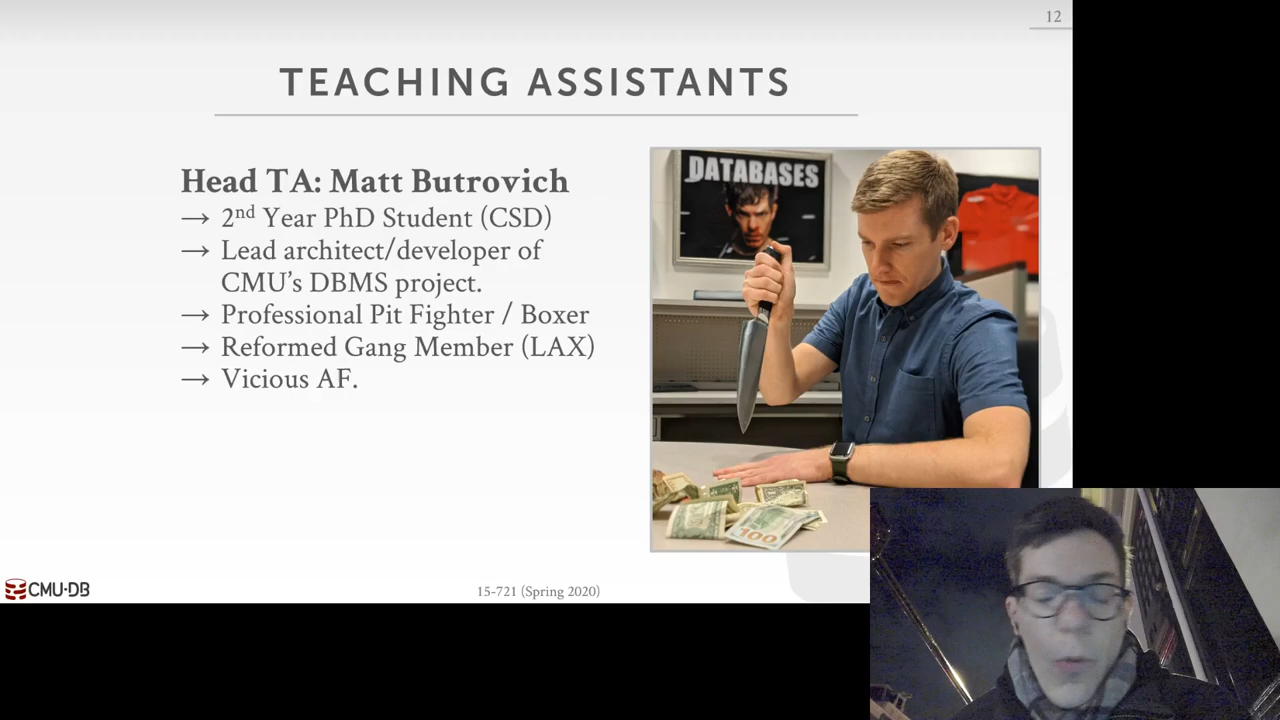 12
TEACHING ASSISTANTS
Head TA: Matt Butrovich
→ 2nd Year PhD Student (CSD)
→ Lead architect/developer of
CMU’s DBMS project.
→ Professional Pit Fighter / Boxer
→ Reformed Gang Member (LAX)
→ Vicious AF.
DATABASES
100
CMU·DB
15-721 (Spring 2020)